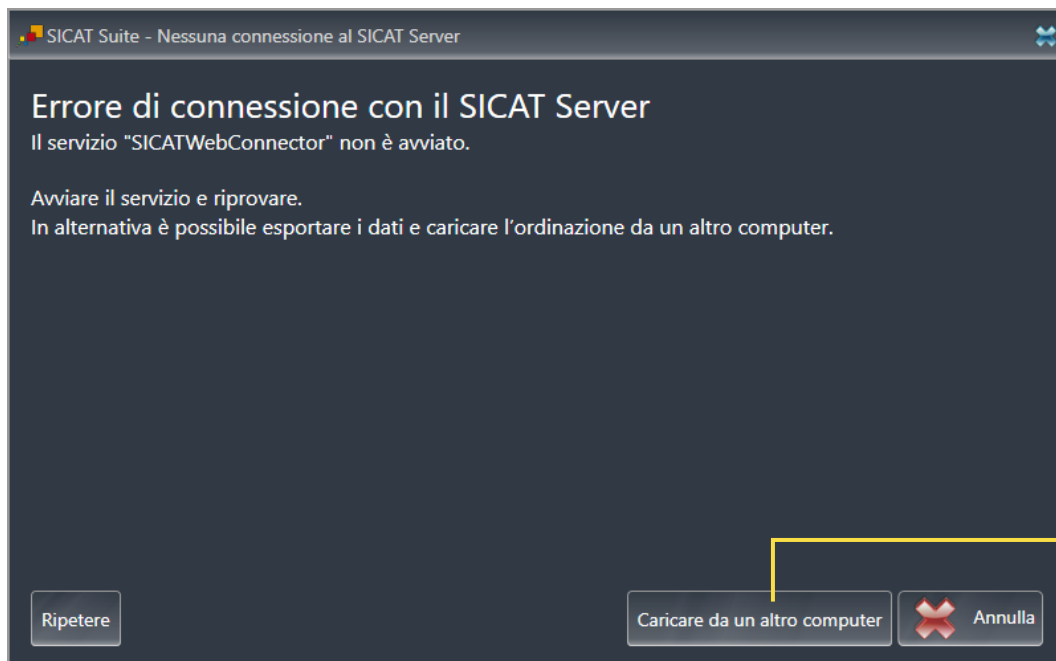 SICAT Suite - Nessuna connessione al SICAT Server
Errore di connessione con il SICAT Server
Il servizio "SICATWebConnector" non è avviato.
Avviare il servizio e riprovare.
In alternativa è possibile esportare i dati e caricare l'ordinazione da un altro computer.
Ripetere
Caricare da un altro computer
Annulla